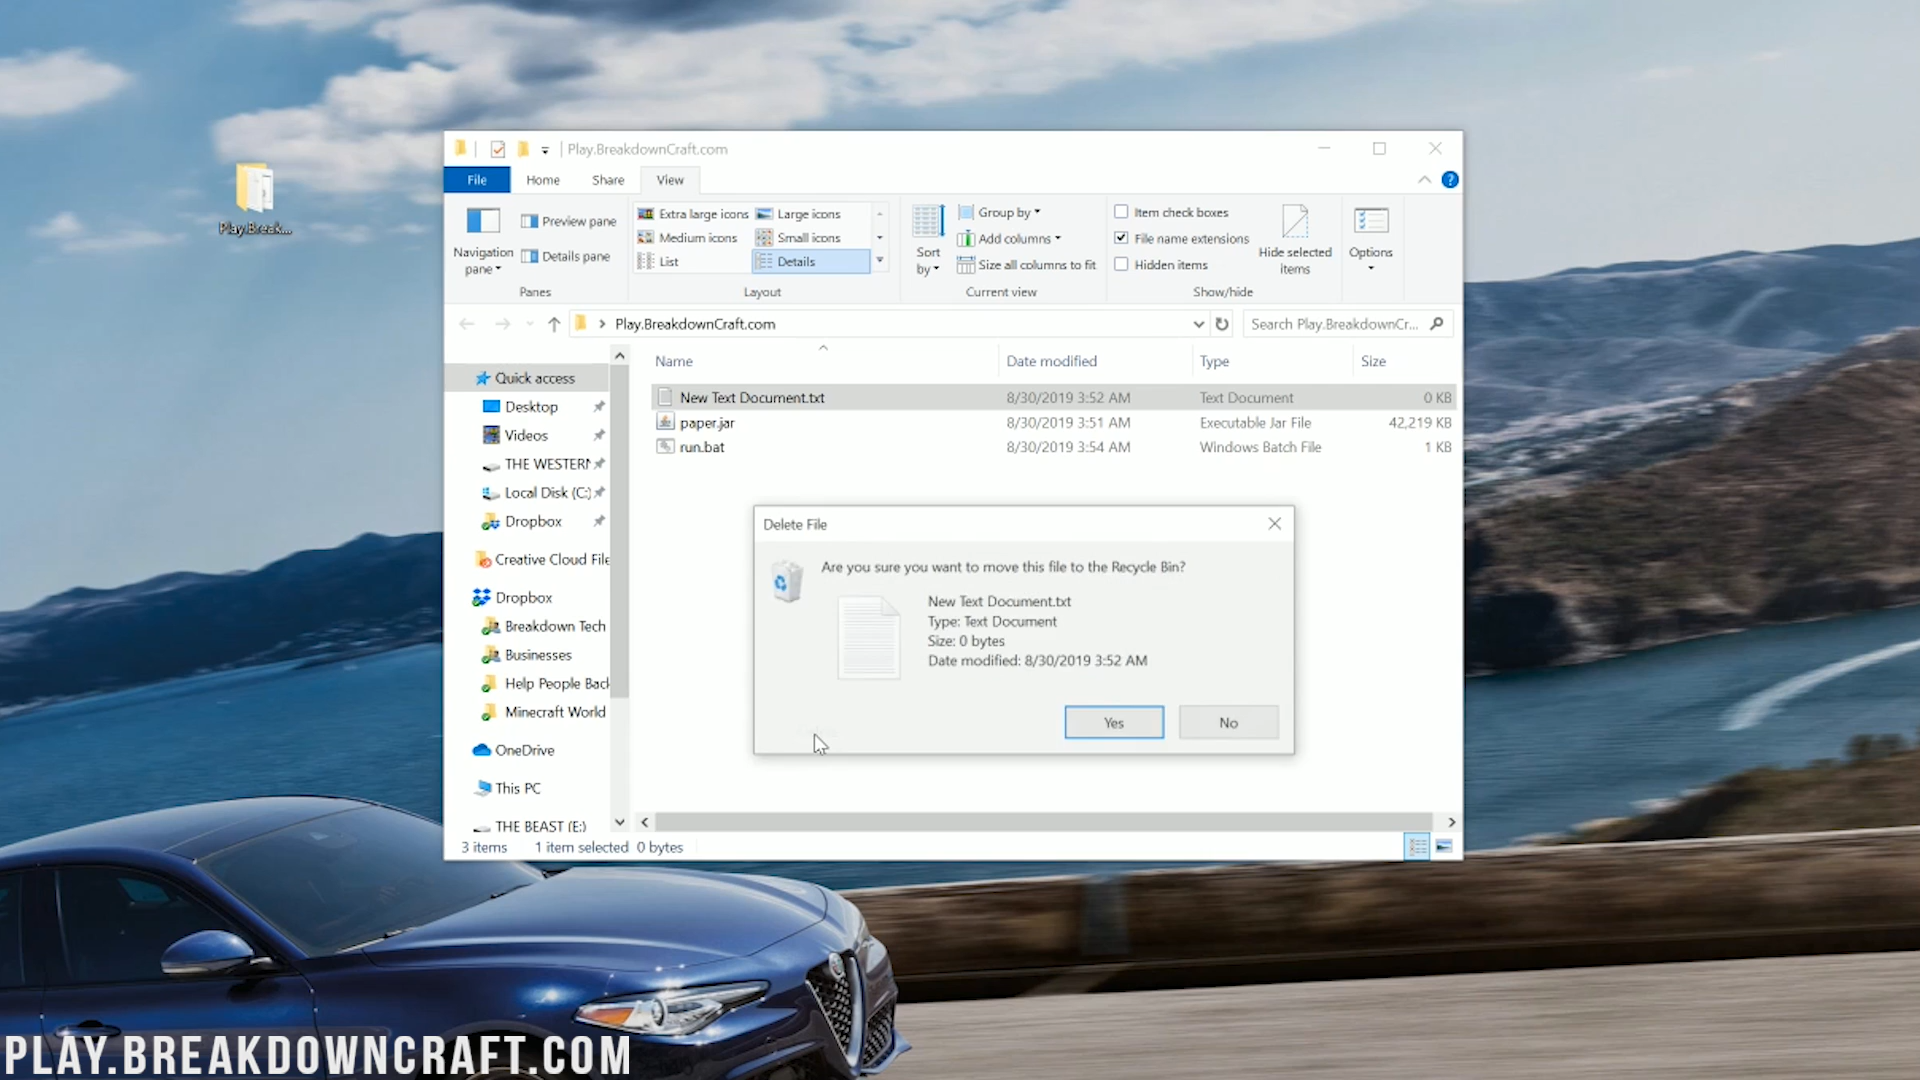 Play.Break...
Play.BreakdownCraft.com
File Home Share View
Navigation pane
Preview pane
Details pane
Panes
Extra large icons Large icons
Medium icons Small icons
List Details
Layout
Sort by
Group by
Add columns
Size all columns to fit
Current view
Item check boxes
File name extensions
Hidden items
Hide selected items
Show/hide
Options
Play.BreakdownCraft.com
Search Play.BreakdownCr...
Quick access
Desktop
Videos
THE WESTERN
Local Disk (C:)
Dropbox
Creative Cloud File
Dropbox
Breakdown Tech
Businesses
Help People Back
Minecraft World
OneDrive
This PC
THE BEAST (E:)
Name Date modified Type Size
New Text Document.txt 8/30/2019 3:52 AM Text Document 0 KB
paper.jar 8/30/2019 3:51 AM Executable Jar File 42,219 KB
run.bat 8/30/2019 3:54 AM Windows Batch File 1 KB
Delete File
Are you sure you want to move this file to the Recycle Bin?
New Text Document.txt
Type: Text Document
Size: 0 bytes
Date modified: 8/30/2019 3:52 AM
Yes No
3 items 1 item selected 0 bytes
PLAY.BREAKDOWNCRAFT.COM